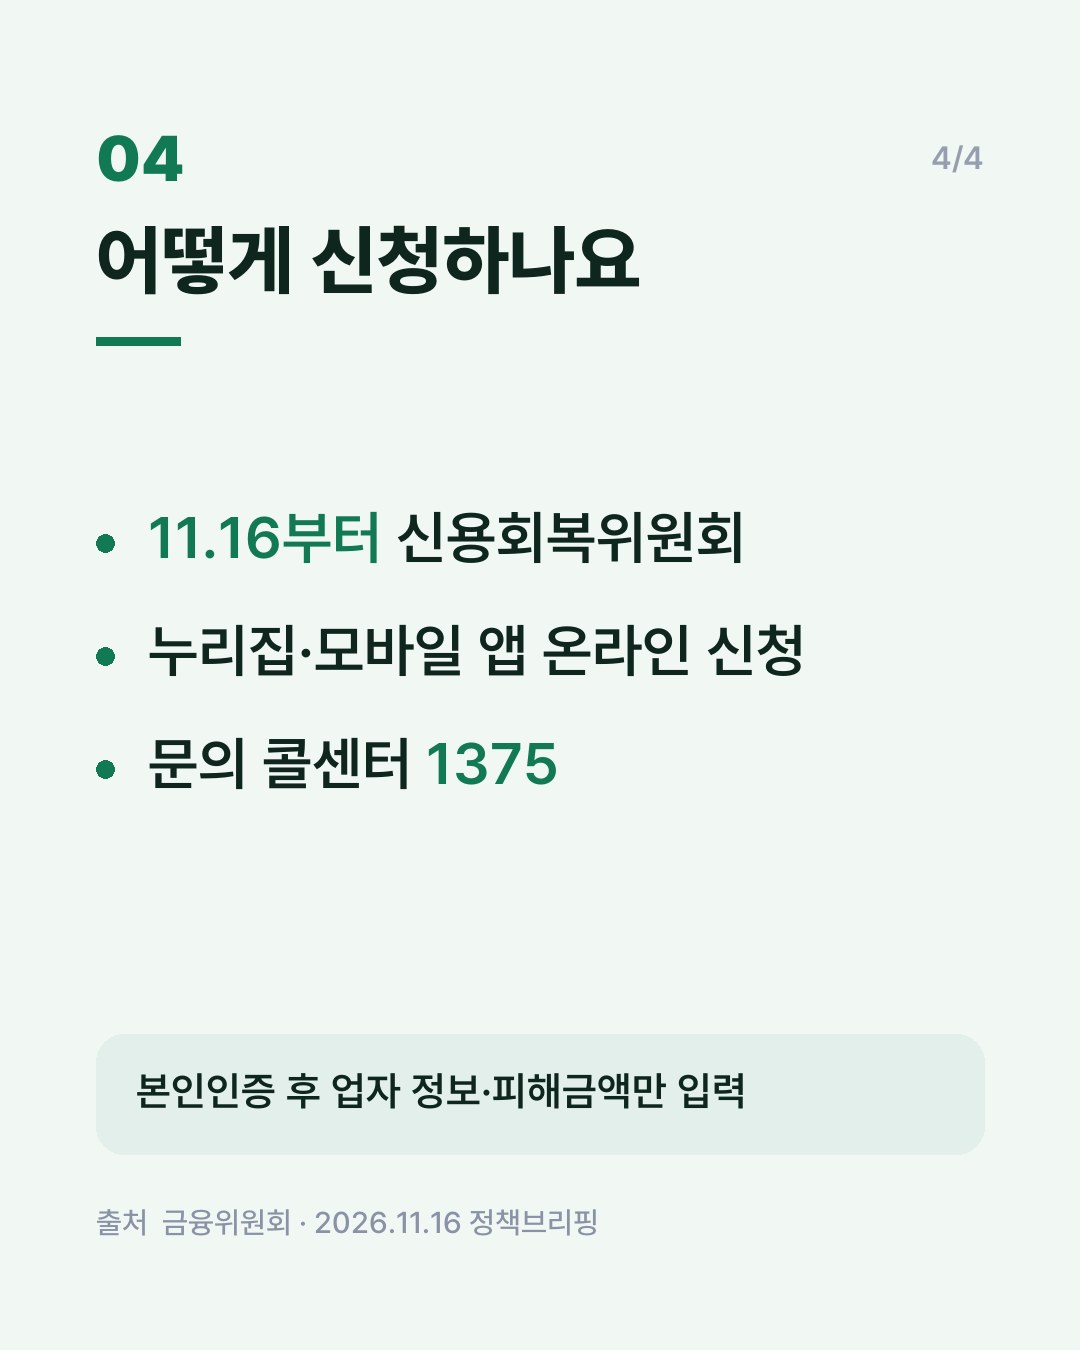 04
4/4
어떻게 신청하나요
• 11.16부터 신용회복위원회
• 누리집·모바일 앱 온라인 신청
• 문의 콜센터 1375
본인인증 후 업자 정보·피해금액만 입력
출처 금융위원회 · 2026.11.16 정책브리핑